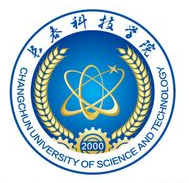 长春科技学院
2000
CHANGCHUN UNIVERSITY OF SCIENCE AND TECHNOLOGY